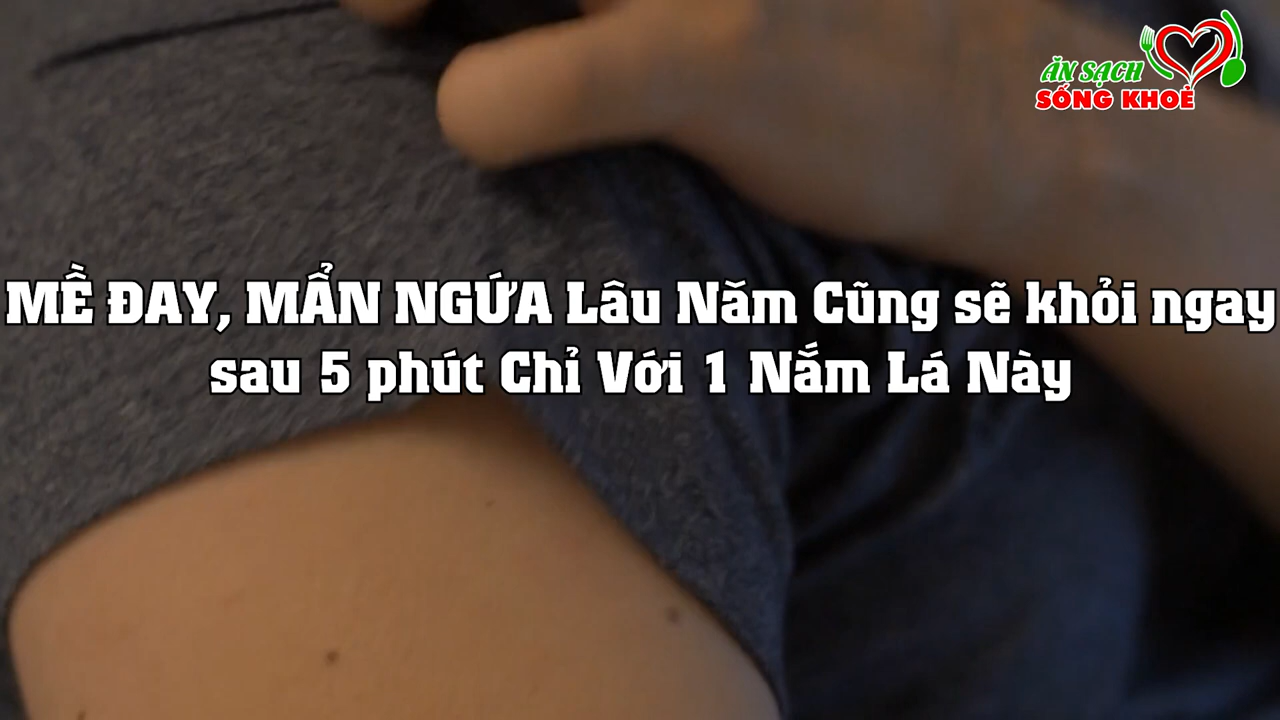 ĂN SẠCH
SỐNG KHOẺ
MỀ ĐAY, MẨN NGỨA Lâu Năm Cũng sẽ khỏi ngay
sau 5 phút Chỉ Với 1 Nắm Lá Này